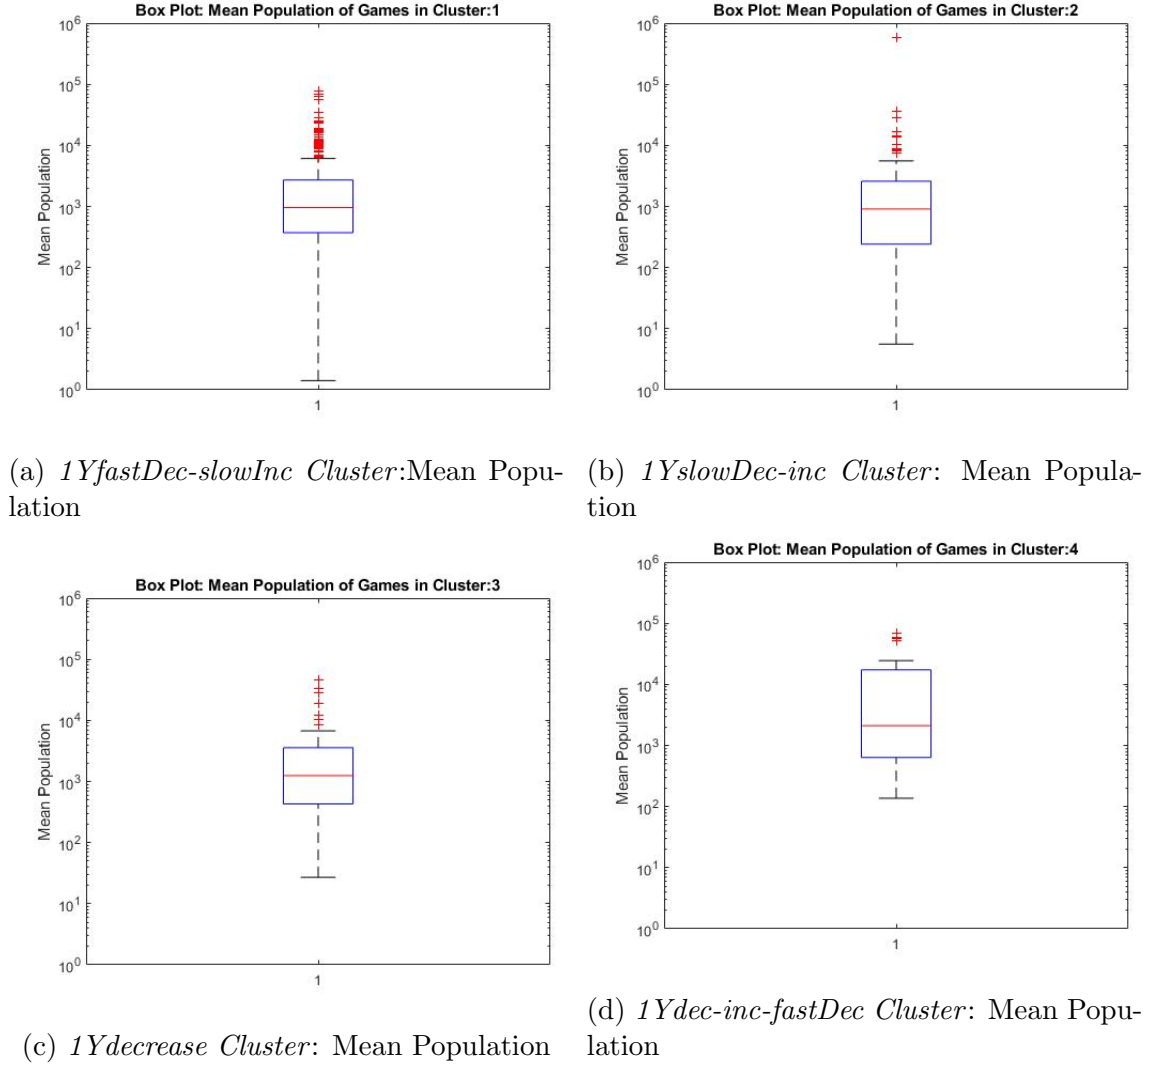 Box Plot: Mean Population of Games in Cluster:1
10^6
10^5
10^4
10^3
10^2
10^1
10^0
Mean Population
1
(a) 1YfastDec-slowInc Cluster:Mean Popu-
lation
Box Plot: Mean Population of Games in Cluster:2
10^6
10^5
10^4
10^3
10^2
10^1
10^0
Mean Population
1
(b) 1YslowDec-inc Cluster: Mean Popula-
tion
Box Plot: Mean Population of Games in Cluster:3
10^6
10^5
10^4
10^3
10^2
10^1
10^0
Mean Population
1
(c) 1Ydecrease Cluster: Mean Population
Box Plot: Mean Population of Games in Cluster:4
10^6
10^5
10^4
10^3
10^2
10^1
10^0
Mean Population
1
(d) 1Ydec-inc-fastDec Cluster: Mean Popu-
lation